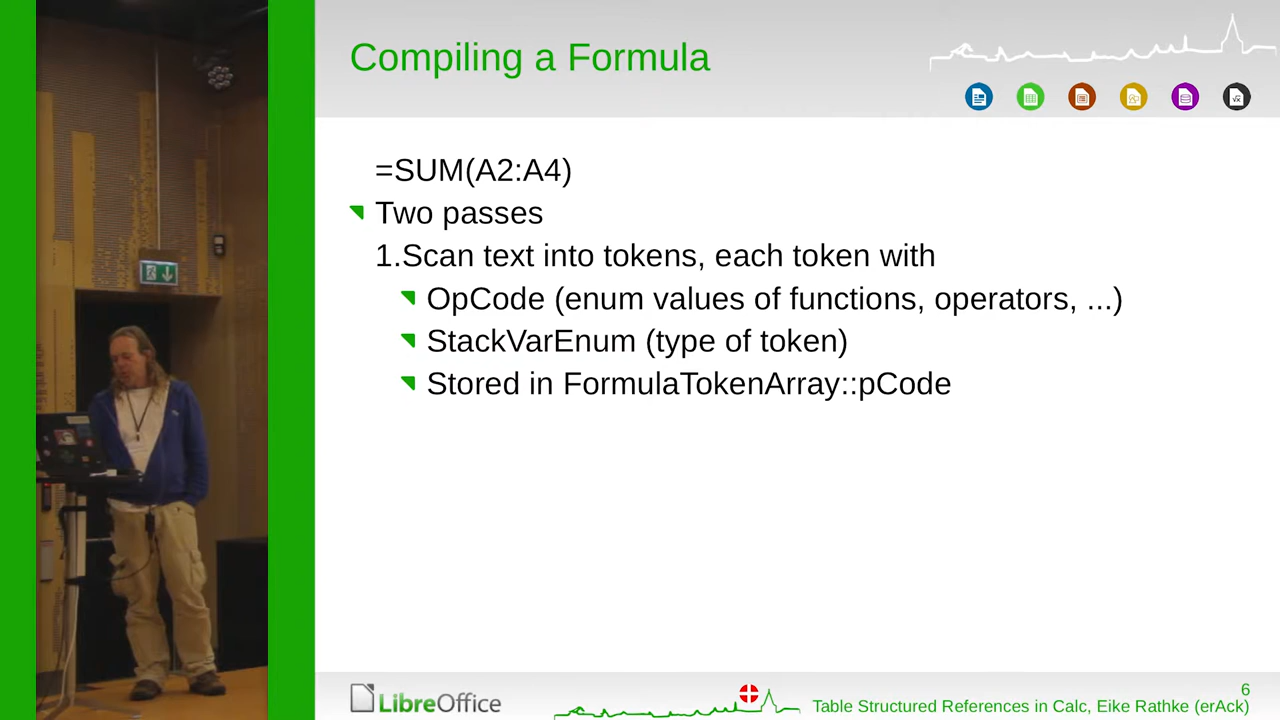 Compiling a Formula
=SUM(A2:A4)
Two passes
1.Scan text into tokens, each token with
OpCode (enum values of functions, operators, ...)
StackVarEnum (type of token)
Stored in FormulaTokenArray::pCode
LibreOffice
6
Table Structured References in Calc, Eike Rathke (erAck)